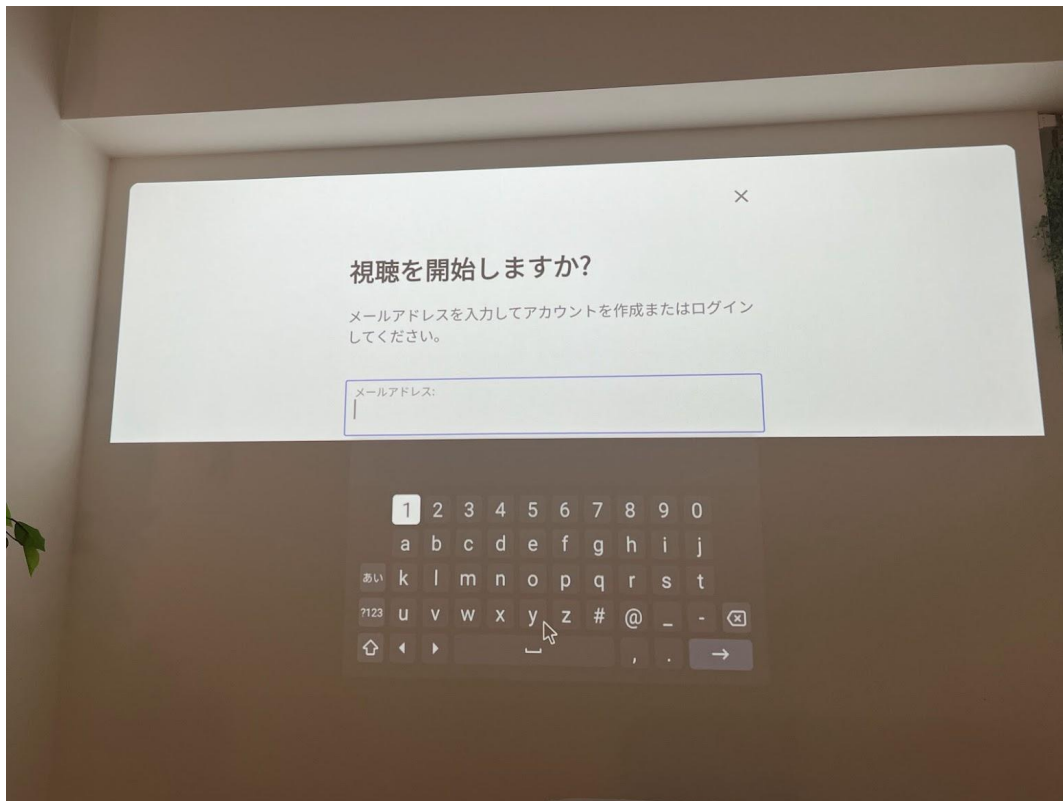 ×
視聴を開始しますか?
メールアドレスを入力してアカウントを作成またはログイン
してください。
メールアドレス:
1 2 3 4 5 6 7 8 9 0
a b c d e f g h i j
あい k l m n o p q r s t
?123 u v w x y z # @ _ -
, .